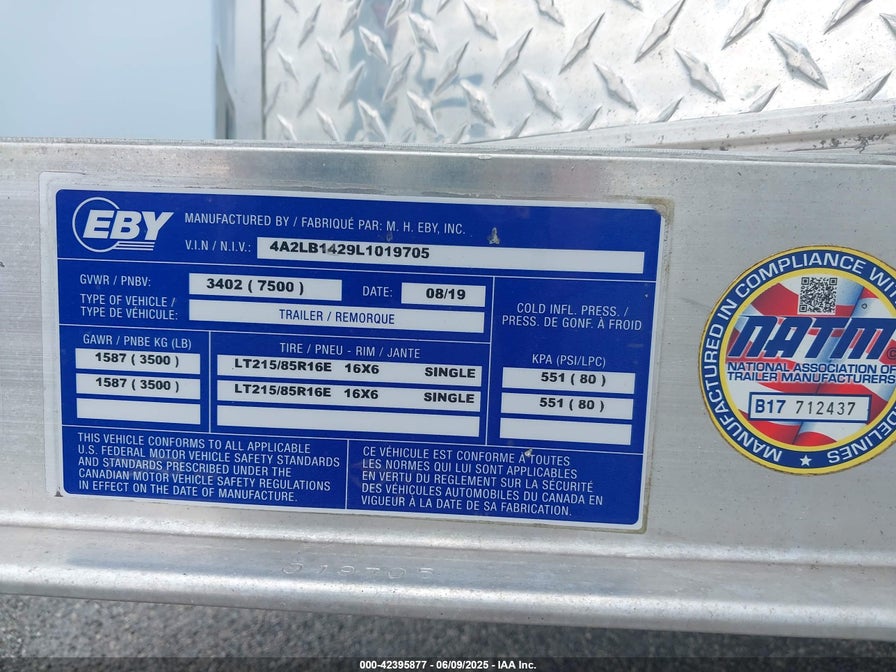 EBY
MANUFACTURED BY / FABRIQUÉ PAR: M. H. EBY, INC.
V.I.N / N.I.V.: 4A2LB1429L1019705
GVWR / PNBV: 3402 ( 7500 ) DATE: 08/19
TYPE OF VEHICLE /
TYPE DE VÉHICULE: TRAILER / REMORQUE
COLD INFL. PRESS. /
PRESS. DE GONF. À FROID
GAWR / PNBE KG (LB) TIRE / PNEU - RIM / JANTE KPA (PSI/LPC)
1587 ( 3500 ) LT215/85R16E 16X6 SINGLE 551 ( 80 )
1587 ( 3500 ) LT215/85R16E 16X6 SINGLE 551 ( 80 )
THIS VEHICLE CONFORMS TO ALL APPLICABLE
U.S. FEDERAL MOTOR VEHICLE SAFETY STANDARDS
AND STANDARDS PRESCRIBED UNDER THE
CANADIAN MOTOR VEHICLE SAFETY REGULATIONS
IN EFFECT ON THE DATE OF MANUFACTURE.
CE VÉHICULE EST CONFORME À TOUTES
LES NORMES QUI LUI SONT APPLICABLES
EN VERTU DU REGLEMENT SUR LA SÉCURITÉ
DES VÉHICULES AUTOMOBILES DU CANADA EN
VIGUEUR À LA DATE DE SA FABRICATION.
MANUFACTURED IN COMPLIANCE WITH
NATM
NATIONAL ASSOCIATION OF
TRAILER MANUFACTURERS
B17 712437
019705
000-42395877 - 06/09/2025 - IAA Inc.